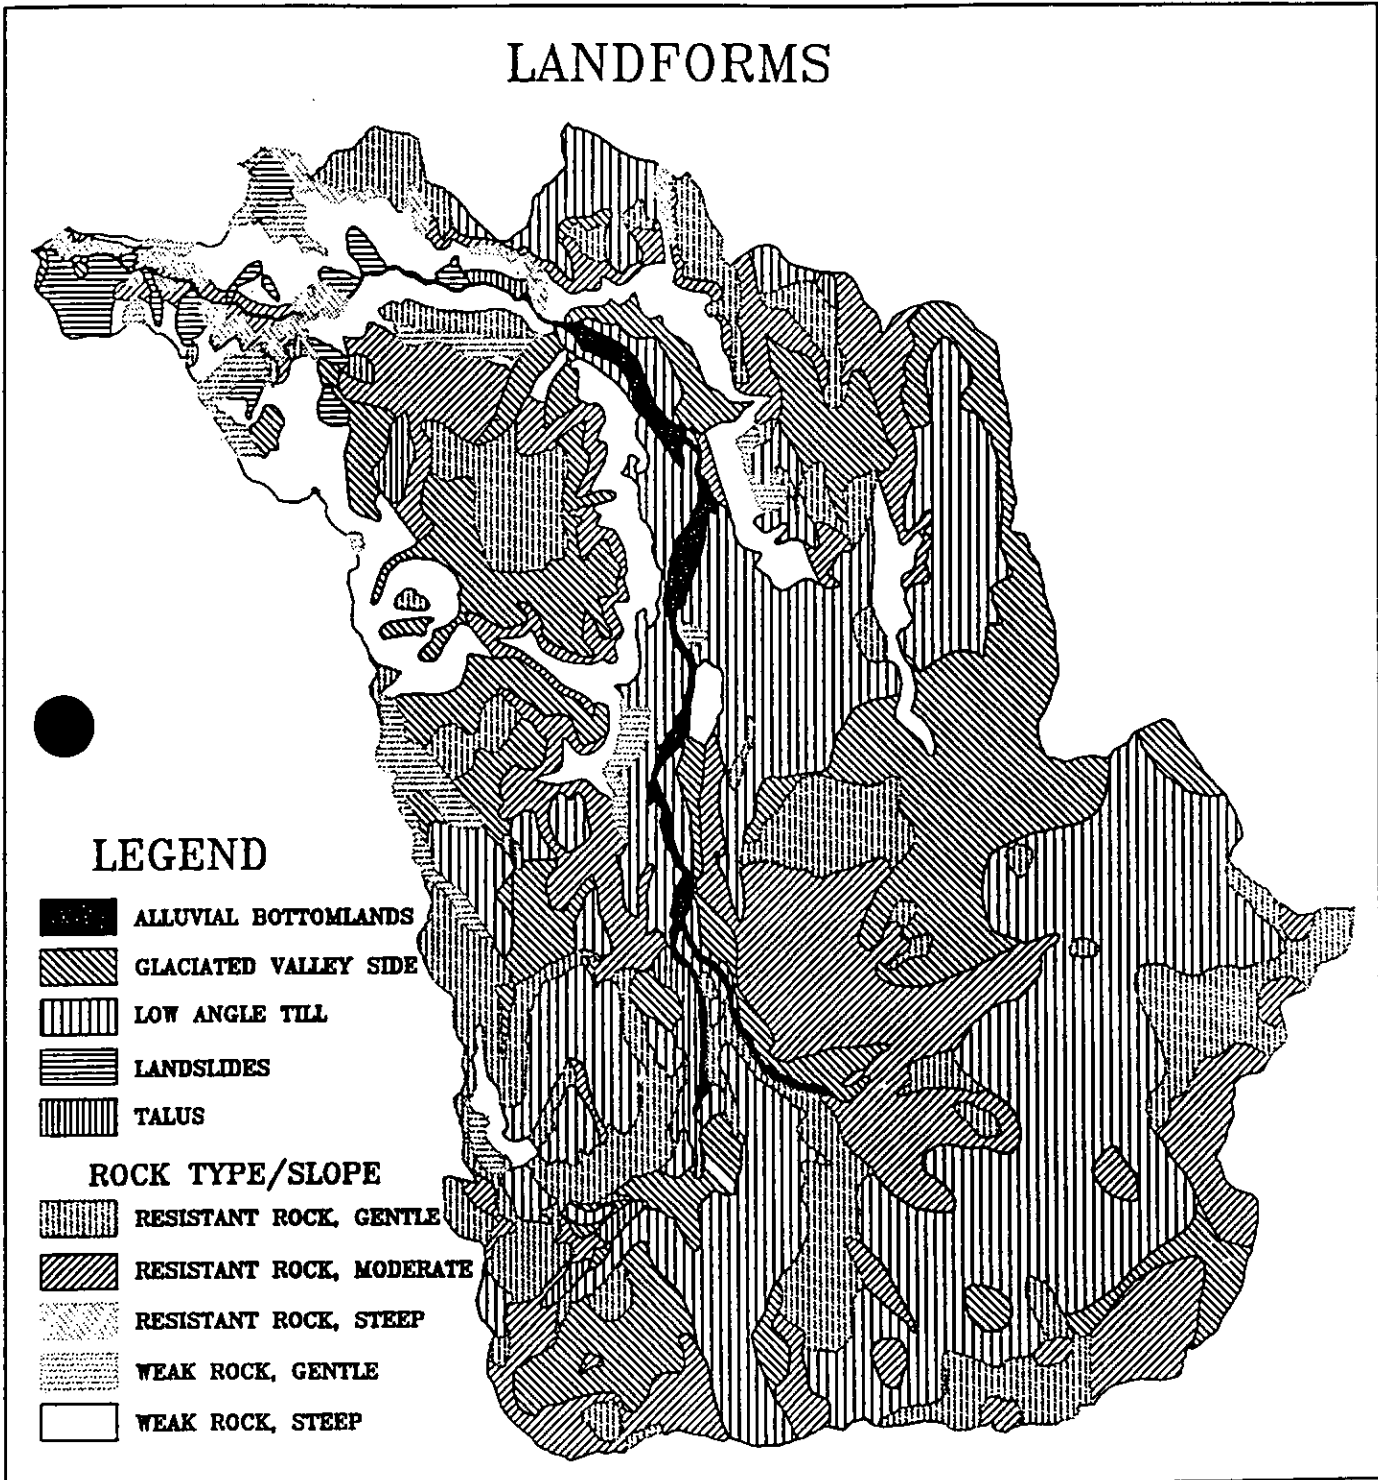 LANDFORMS
LEGEND
ALLUVIAL BOTTOMLANDS
GLACIATED VALLEY SIDE
LOW ANGLE TILL
LANDSLIDES
TALUS
ROCK TYPE/SLOPE
RESISTANT ROCK, GENTLE
RESISTANT ROCK, MODERATE
RESISTANT ROCK, STEEP
WEAK ROCK, GENTLE
WEAK ROCK, STEEP